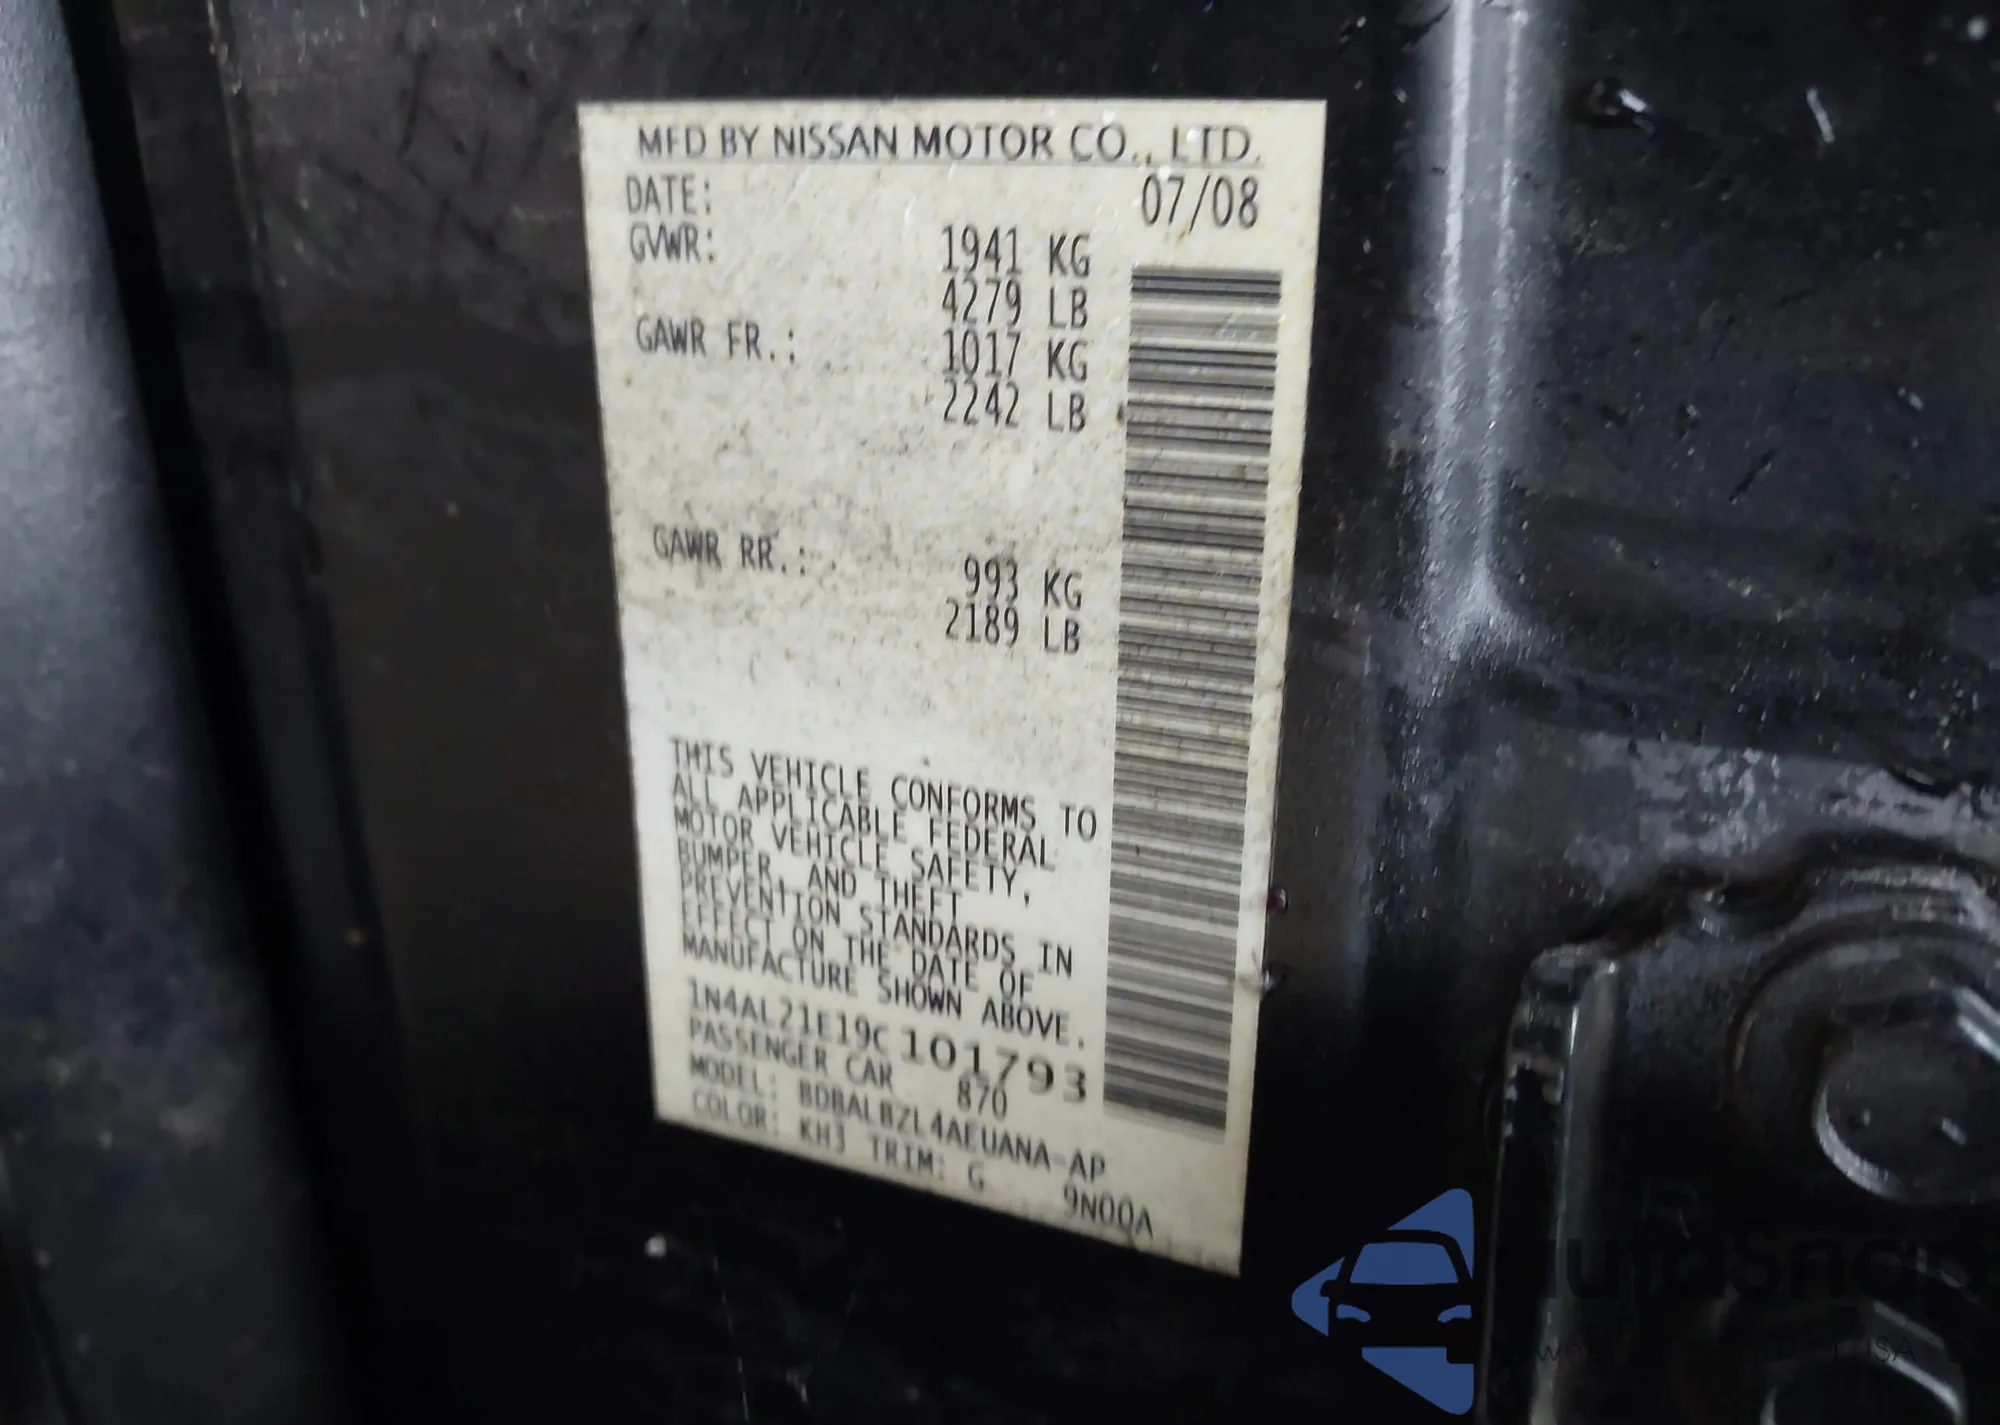 MFD BY NISSAN MOTOR CO., LTD.
DATE: 07/08
GVWR: 1941 KG
4279 LB
GAWR FR.: 1017 KG
2242 LB
GAWR RR.: 993 KG
2189 LB
THIS VEHICLE CONFORMS TO
ALL APPLICABLE FEDERAL
MOTOR VEHICLE SAFETY,
BUMPER, AND THEFT
PREVENTION STANDARDS IN
EFFECT ON THE DATE OF
MANUFACTURE SHOWN ABOVE.
1N4AL21E19C101793
PASSENGER CAR 870
MODEL: BDBALBZL4AEUANA-AP
COLOR: KH3 TRIM: G 9N00A
autoSnap